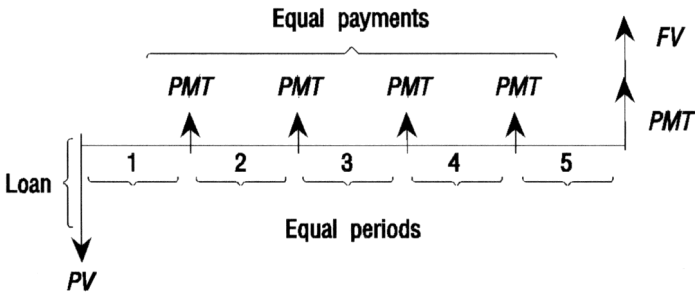 Equal payments
FV
PMT PMT PMT PMT
PMT
1 2 3 4 5
Loan
Equal periods
PV